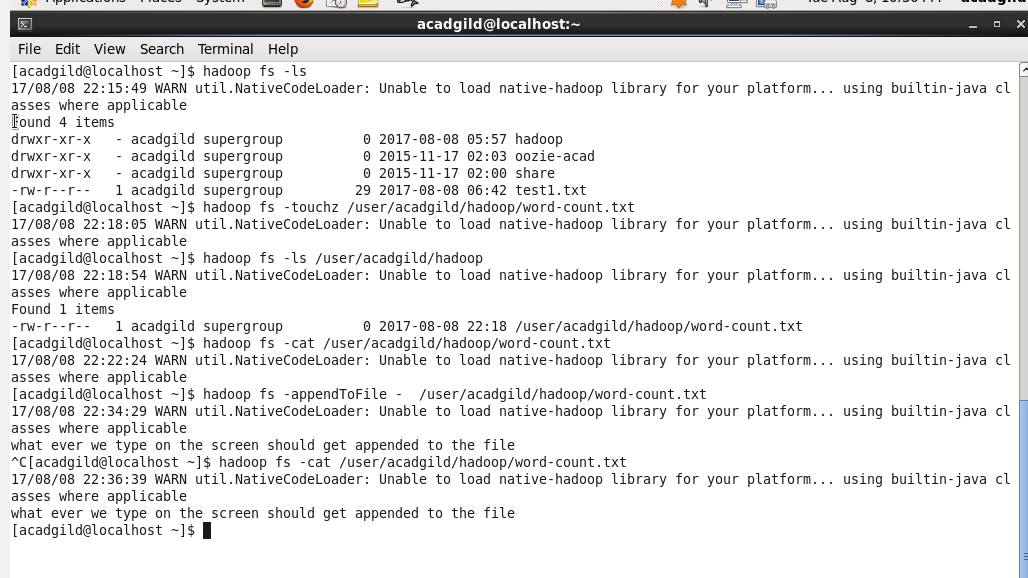 acadgild@localhost:~
File Edit View Search Terminal Help
[acadgild@localhost ~]$ hadoop fs -ls
17/08/08 22:15:49 WARN util.NativeCodeLoader: Unable to load native-hadoop library for your platform... using builtin-java cl
asses where applicable
Found 4 items
drwxr-xr-x   - acadgild supergroup          0 2017-08-08 05:57 hadoop
drwxr-xr-x   - acadgild supergroup          0 2015-11-17 02:03 oozie-acad
drwxr-xr-x   - acadgild supergroup          0 2015-11-17 02:00 share
-rw-r--r--   1 acadgild supergroup         29 2017-08-08 06:42 test1.txt
[acadgild@localhost ~]$ hadoop fs -touchz /user/acadgild/hadoop/word-count.txt
17/08/08 22:18:05 WARN util.NativeCodeLoader: Unable to load native-hadoop library for your platform... using builtin-java cl
asses where applicable
[acadgild@localhost ~]$ hadoop fs -ls /user/acadgild/hadoop
17/08/08 22:18:54 WARN util.NativeCodeLoader: Unable to load native-hadoop library for your platform... using builtin-java cl
asses where applicable
Found 1 items
-rw-r--r--   1 acadgild supergroup          0 2017-08-08 22:18 /user/acadgild/hadoop/word-count.txt
[acadgild@localhost ~]$ hadoop fs -cat /user/acadgild/hadoop/word-count.txt
17/08/08 22:22:24 WARN util.NativeCodeLoader: Unable to load native-hadoop library for your platform... using builtin-java cl
asses where applicable
[acadgild@localhost ~]$ hadoop fs -appendToFile -  /user/acadgild/hadoop/word-count.txt
17/08/08 22:34:29 WARN util.NativeCodeLoader: Unable to load native-hadoop library for your platform... using builtin-java cl
asses where applicable
what ever we type on the screen should get appended to the file
^C[acadgild@localhost ~]$ hadoop fs -cat /user/acadgild/hadoop/word-count.txt
17/08/08 22:36:39 WARN util.NativeCodeLoader: Unable to load native-hadoop library for your platform... using builtin-java cl
asses where applicable
what ever we type on the screen should get appended to the file
[acadgild@localhost ~]$